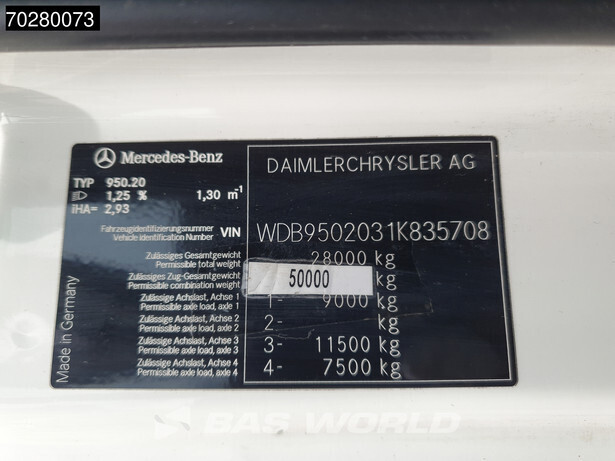 70280073
Mercedes-Benz
DAIMLERCHRYSLER AG
TYP 950.20
1,25 % 1,30 m⁻¹
iHA= 2,93
Fahrzeugidentifizierungsnummer
Vehicle Identification Number VIN WDB9502031K835708
Zulässiges Gesamtgewicht
Permissible total weight 28000 kg
Zulässiges Zug-Gesamtgewicht
Permissible combination weight 50000 kg
Zulässige Achslast, Achse 1
Permissible axle load, axle 1 1- 9000 kg
Zulässige Achslast, Achse 2
Permissible axle load, axle 2 2- kg
Zulässige Achslast, Achse 3
Permissible axle load, axle 3 3- 11500 kg
Zulässige Achslast, Achse 4
Permissible axle load, axle 4 4- 7500 kg
Made in Germany
BAS WORLD